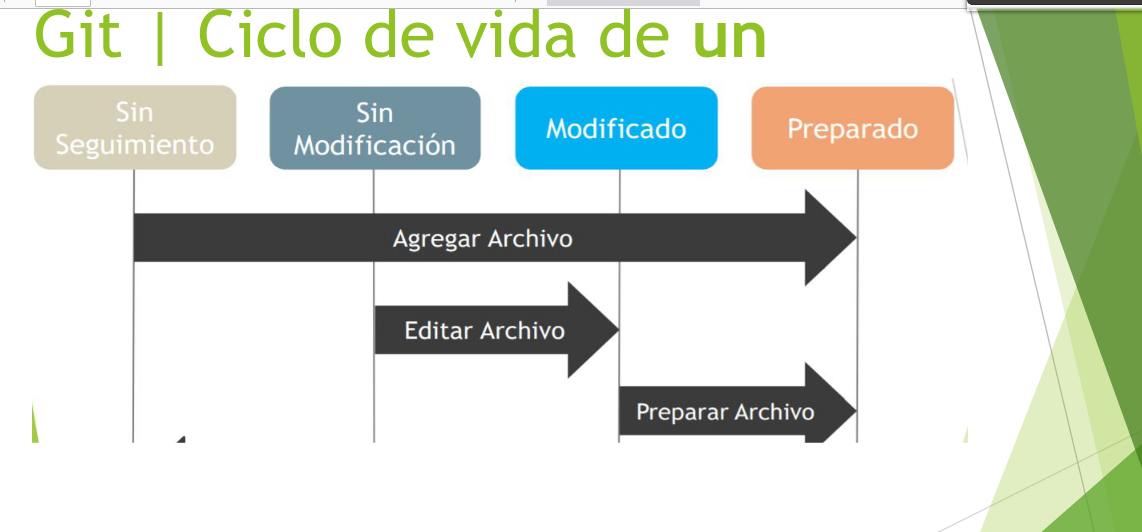 Git | Ciclo de vida de un
Sin
Seguimiento
Sin
Modificación
Modificado
Preparado
Agregar Archivo
Editar Archivo
Preparar Archivo